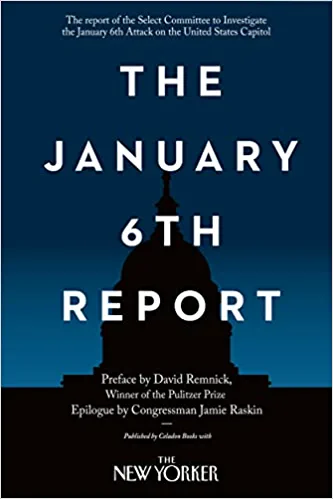 The report of the Select Committee to Investigate
the January 6th Attack on the United States Capitol
THE
JANUARY
6TH
REPORT
Preface by David Remnick,
Winner of the Pulitzer Prize
Epilogue by Congressman Jamie Raskin
Published by Celadon Books with
THE
NEW YORKER